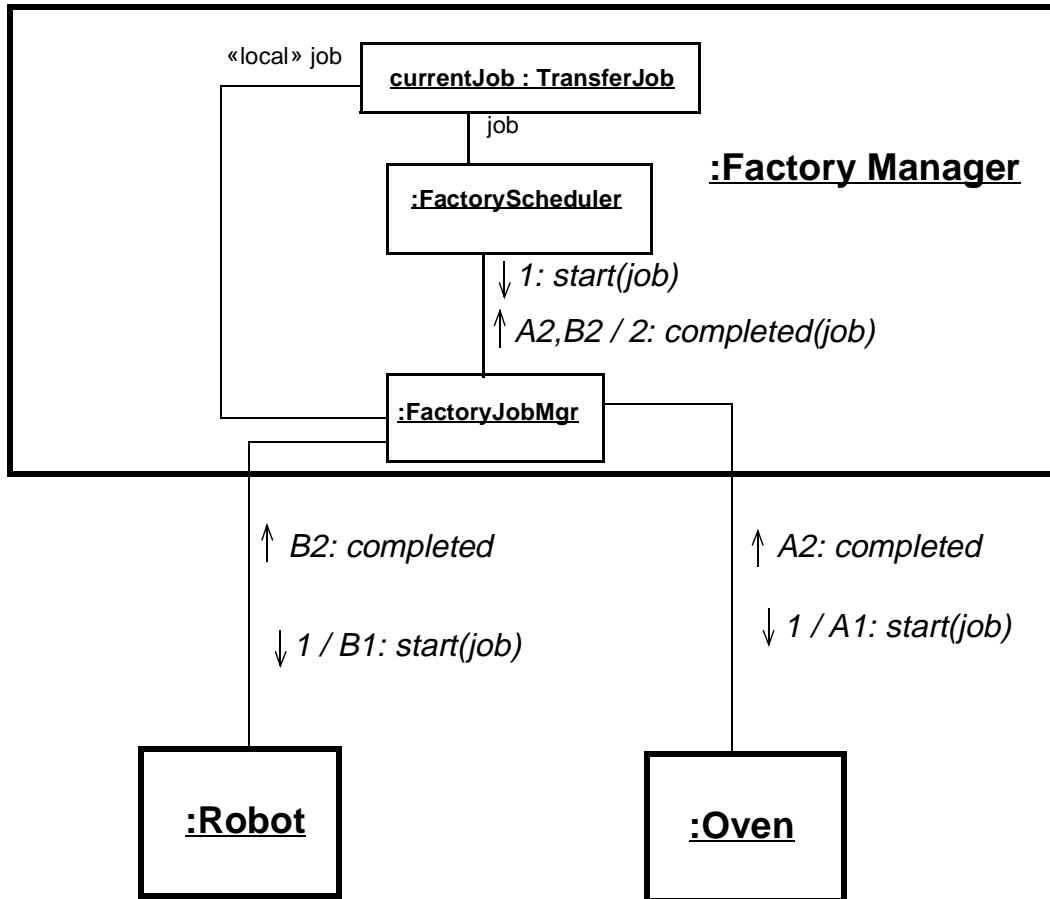 «local» job
currentJob : TransferJob
job
:Factory Manager
:FactoryScheduler
1: start(job)
A2,B2 / 2: completed(job)
:FactoryJobMgr
B2: completed
A2: completed
1 / B1: start(job)
1 / A1: start(job)
:Robot
:Oven